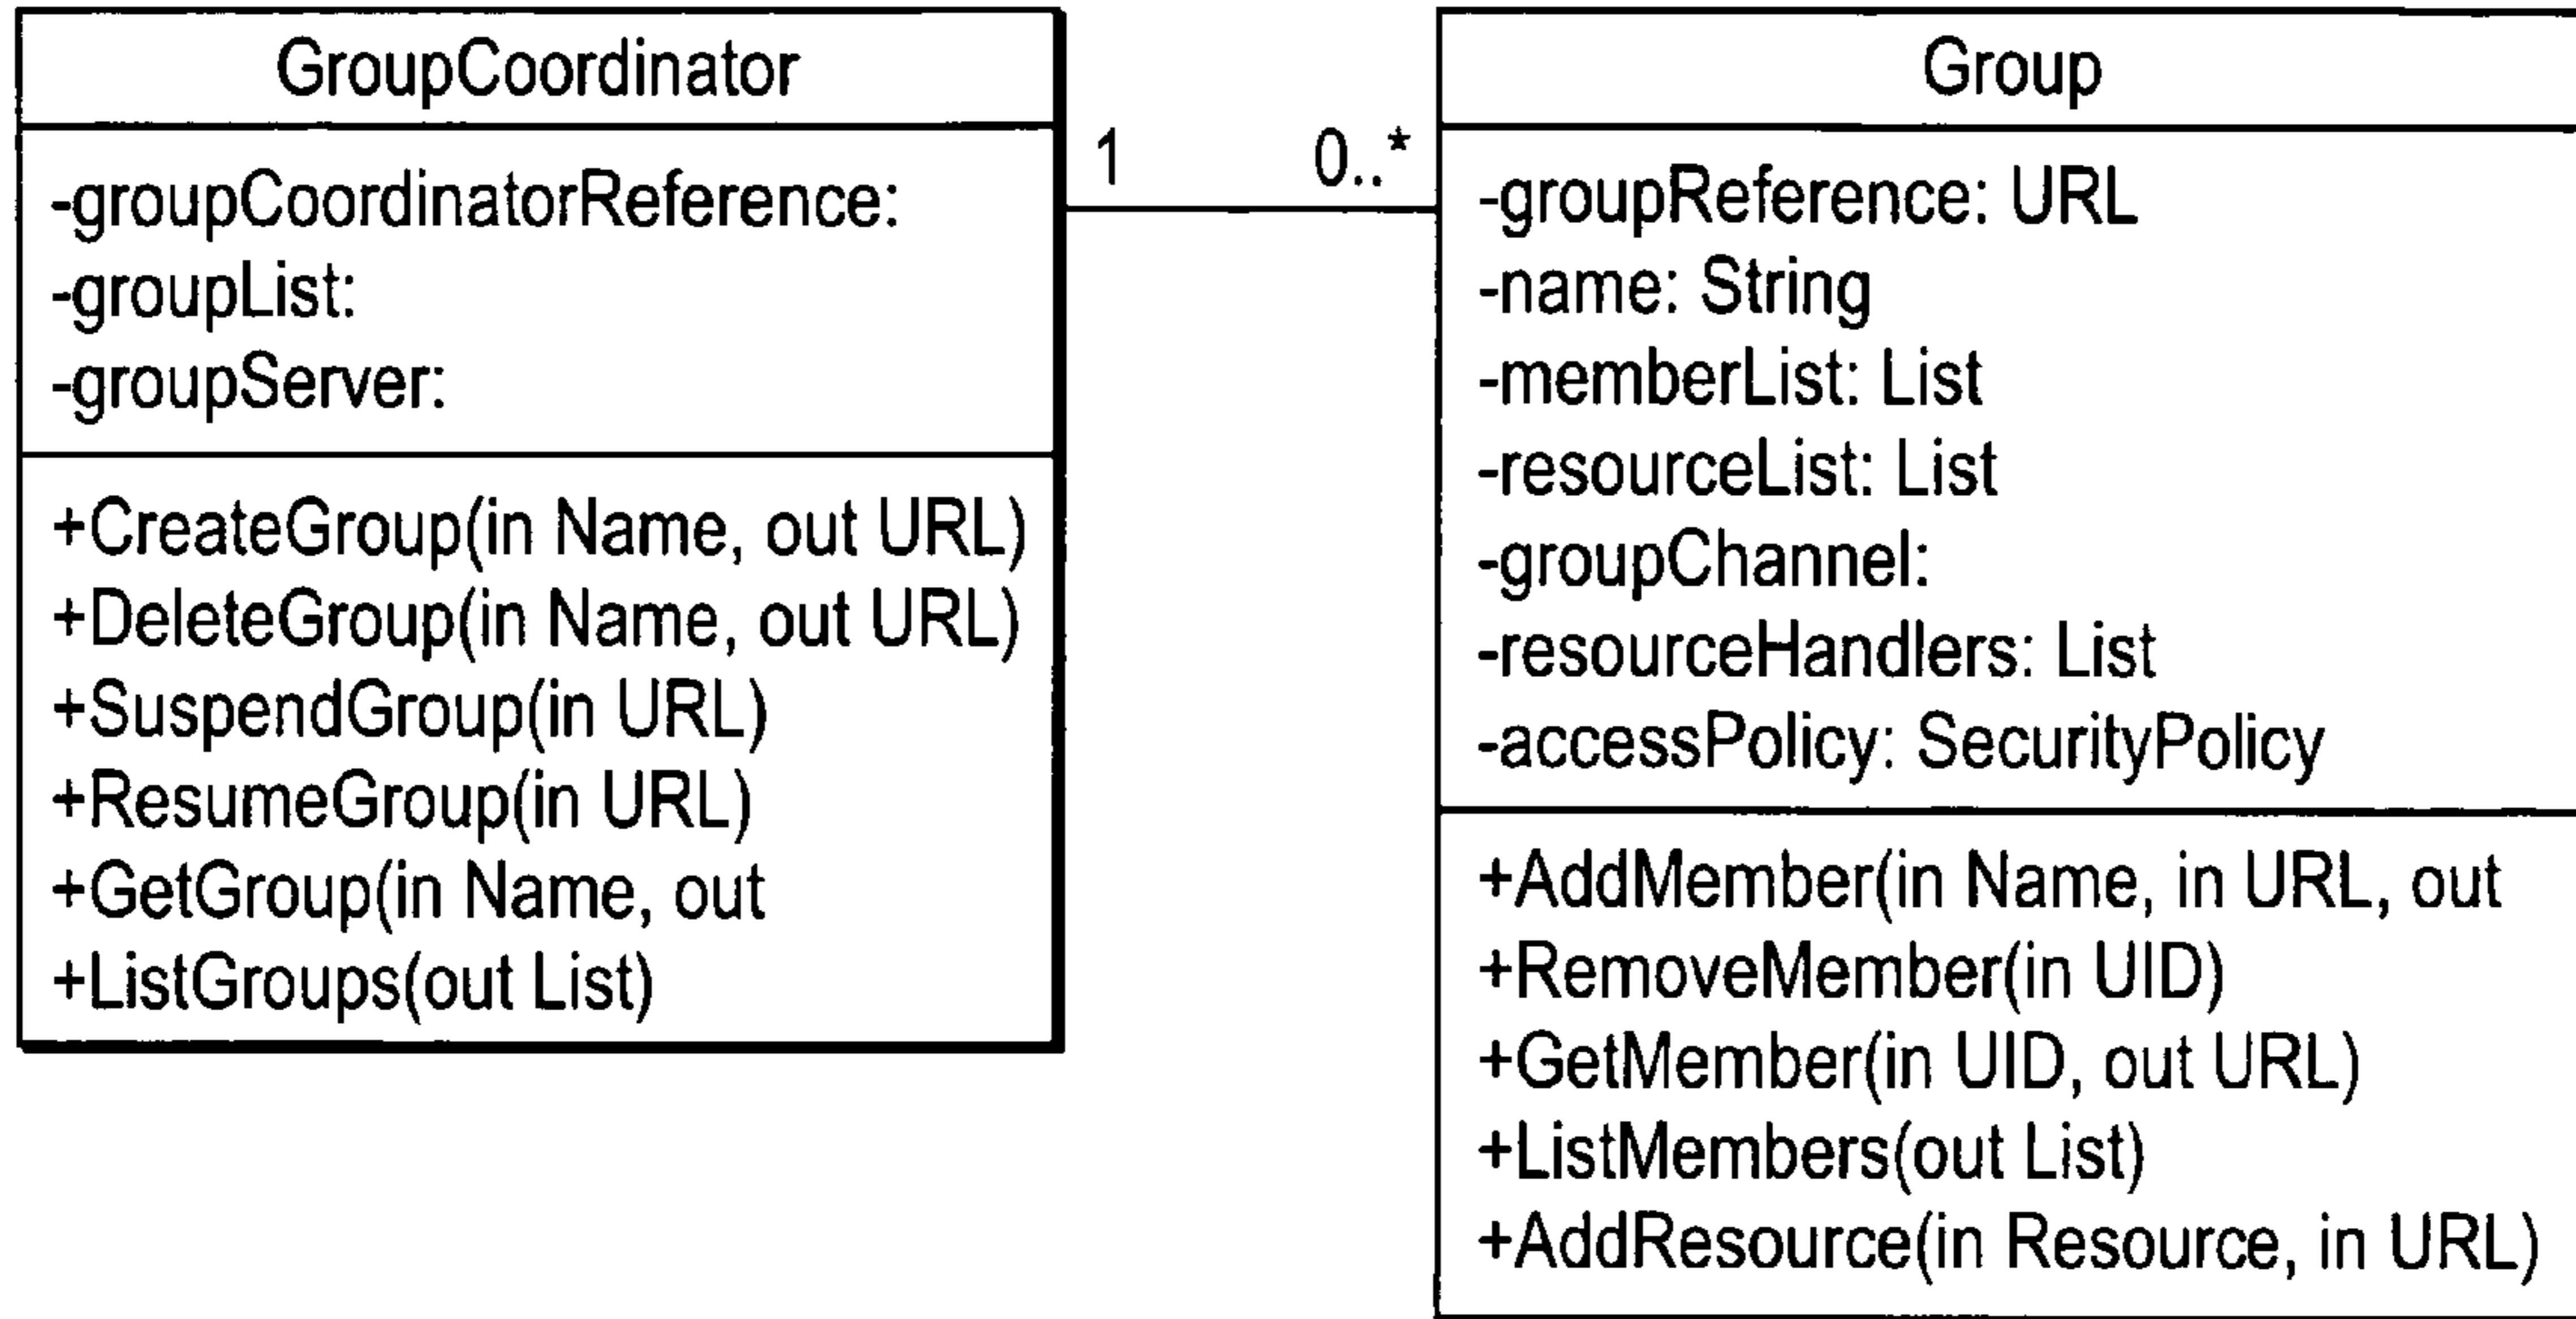 GroupCoordinator
-groupCoordinatorReference:
-groupList:
-groupServer:
+CreateGroup(in Name, out URL)
+DeleteGroup(in Name, out URL)
+SuspendGroup(in URL)
+ResumeGroup(in URL)
+GetGroup(in Name, out
+ListGroups(out List)
1 0..*
Group
-groupReference: URL
-name: String
-memberList: List
-resourceList: List
-groupChannel:
-resourceHandlers: List
-accessPolicy: SecurityPolicy
+AddMember(in Name, in URL, out
+RemoveMember(in UID)
+GetMember(in UID, out URL)
+ListMembers(out List)
+AddResource(in Resource, in URL)